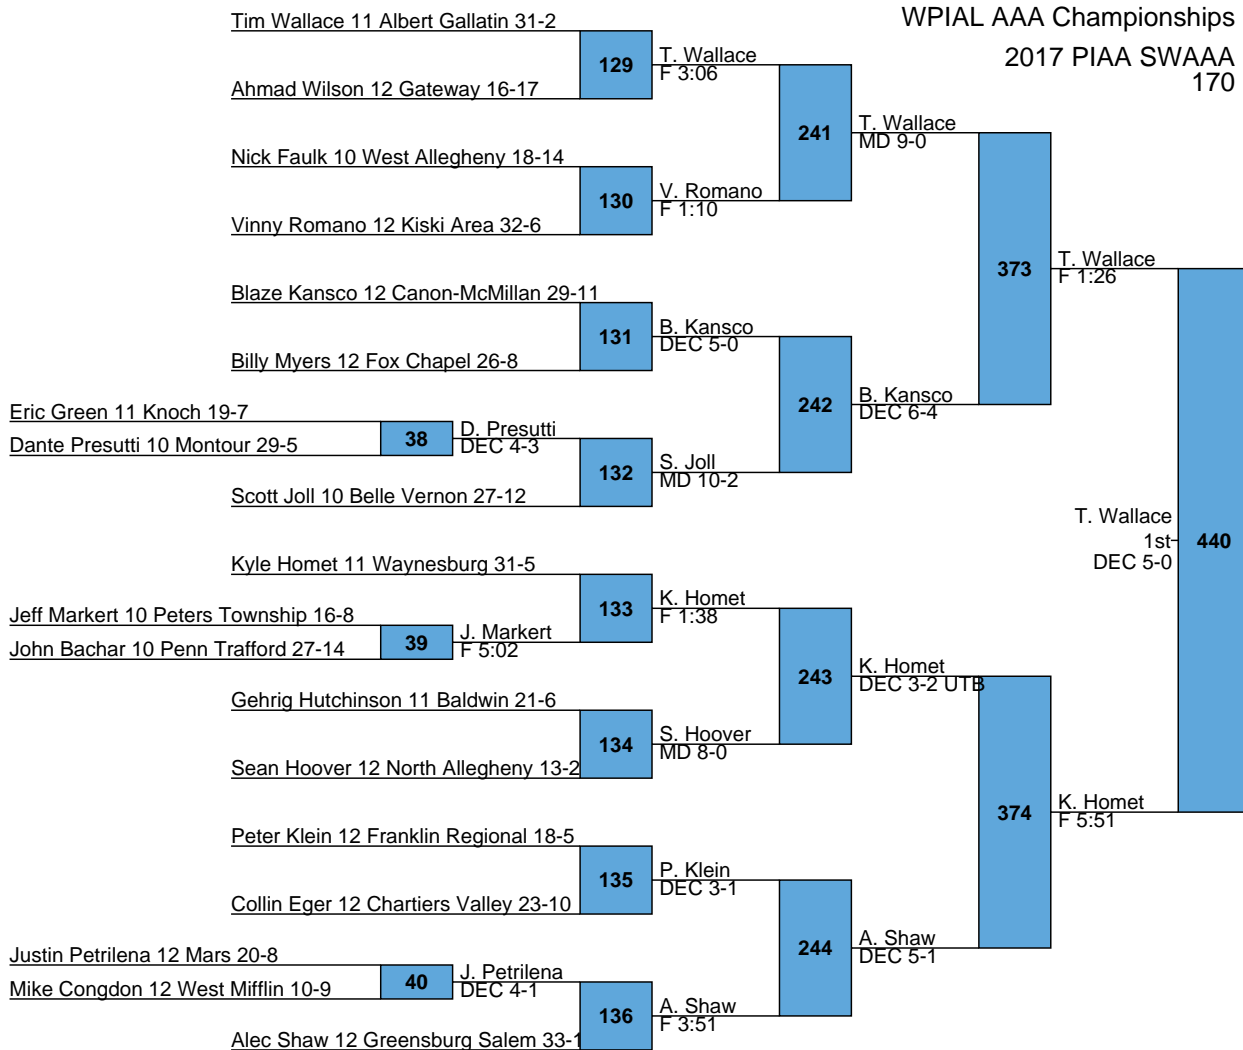 WPIAL AAA Championships
2017 PIAA SWAAA
170
Tim Wallace 11 Albert Gallatin 31-2
129
T. Wallace
F 3:06
Ahmad Wilson 12 Gateway 16-17
241
T. Wallace
MD 9-0
Nick Faulk 10 West Allegheny 18-14
130
V. Romano
F 1:10
Vinny Romano 12 Kiski Area 32-6
373
T. Wallace
F 1:26
Blaze Kansco 12 Canon-McMillan 29-11
131
B. Kansco
DEC 5-0
Billy Myers 12 Fox Chapel 26-8
242
B. Kansco
DEC 6-4
Eric Green 11 Knoch 19-7
38
D. Presutti
DEC 4-3
Dante Presutti 10 Montour 29-5
132
S. Joll
MD 10-2
Scott Joll 10 Belle Vernon 27-12
T. Wallace
1st
DEC 5-0
440
Kyle Homet 11 Waynesburg 31-5
133
K. Homet
F 1:38
Jeff Markert 10 Peters Township 16-8
39
J. Markert
F 5:02
John Bachar 10 Penn Trafford 27-14
243
K. Homet
DEC 3-2 UTB
Gehrig Hutchinson 11 Baldwin 21-6
134
S. Hoover
MD 8-0
Sean Hoover 12 North Allegheny 13-2
374
K. Homet
F 5:51
Peter Klein 12 Franklin Regional 18-5
135
P. Klein
DEC 3-1
Collin Eger 12 Chartiers Valley 23-10
244
A. Shaw
DEC 5-1
Justin Petrilena 12 Mars 20-8
40
J. Petrilena
DEC 4-1
Mike Congdon 12 West Mifflin 10-9
136
A. Shaw
F 3:51
Alec Shaw 12 Greensburg Salem 33-1